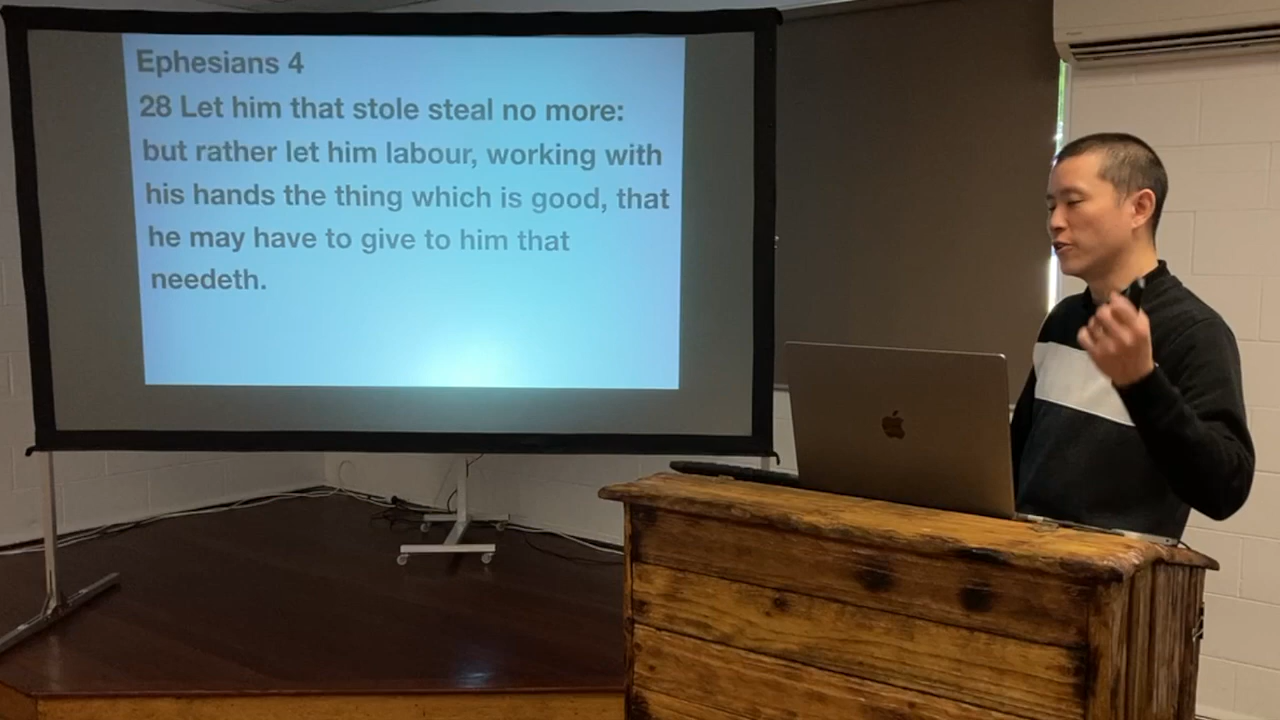 Ephesians 4
28 Let him that stole steal no more:
but rather let him labour, working with
his hands the thing which is good, that
he may have to give to him that
needeth.